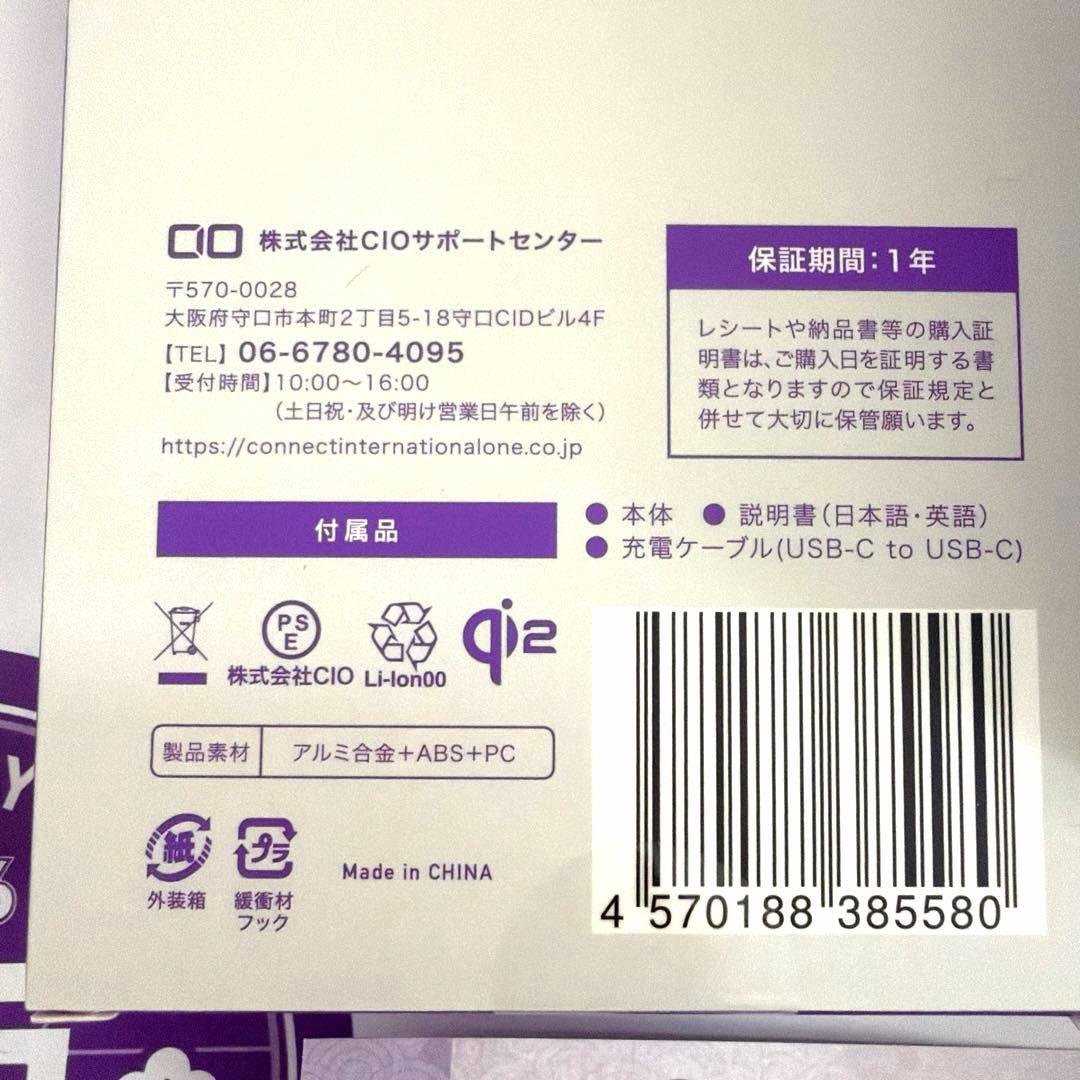 CIO 株式会社CIOサポートセンター
〒570-0028
大阪府守口市本町2丁目5-18守口CIDビル4F
【TEL】06-6780-4095
【受付時間】10:00〜16:00
（土日祝・及び明け営業日午前を除く）
https://connectinternationalone.co.jp
保証期間：1年
レシートや納品書等の購入証
明書は、ご購入日を証明する書
類となりますので保証規定と
併せて大切に保管願います。
付属品
●本体 ●説明書（日本語・英語）
●充電ケーブル(USB-C to USB-C)
PSE
株式会社CIO
Li-Ion00
qi2
製品素材 アルミ合金+ABS+PC
紙
外装箱
プラ
緩衝材
フック
Made in CHINA
4 570188 385580
Y